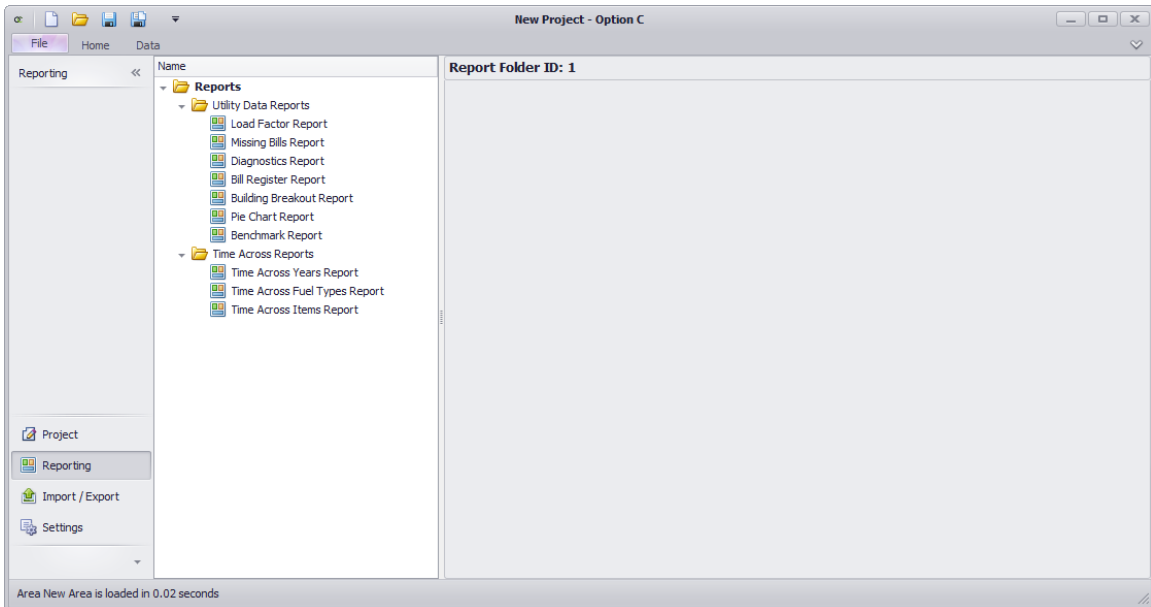 New Project - Option C
File Home Data
Reporting
Name
Reports
Utility Data Reports
Load Factor Report
Missing Bills Report
Diagnostics Report
Bill Register Report
Building Breakout Report
Pie Chart Report
Benchmark Report
Time Across Reports
Time Across Years Report
Time Across Fuel Types Report
Time Across Items Report
Report Folder ID: 1
Project
Reporting
Import / Export
Settings
Area New Area is loaded in 0.02 seconds